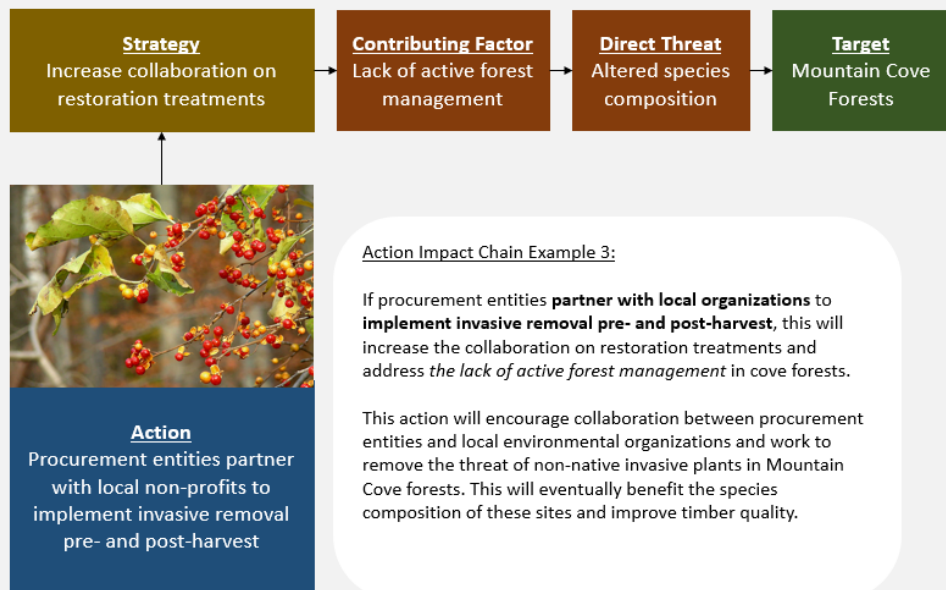 Strategy
Increase collaboration on
restoration treatments
Contributing Factor
Lack of active forest
management
Direct Threat
Altered species
composition
Target
Mountain Cove
Forests
Action
Procurement entities partner
with local non-profits to
implement invasive removal
pre- and post-harvest
Action Impact Chain Example 3:
If procurement entities partner with local organizations to
implement invasive removal pre- and post-harvest, this will
increase the collaboration on restoration treatments and
address the lack of active forest management in cove forests.
This action will encourage collaboration between procurement
entities and local environmental organizations and work to
remove the threat of non-native invasive plants in Mountain
Cove forests. This will eventually benefit the species
composition of these sites and improve timber quality.